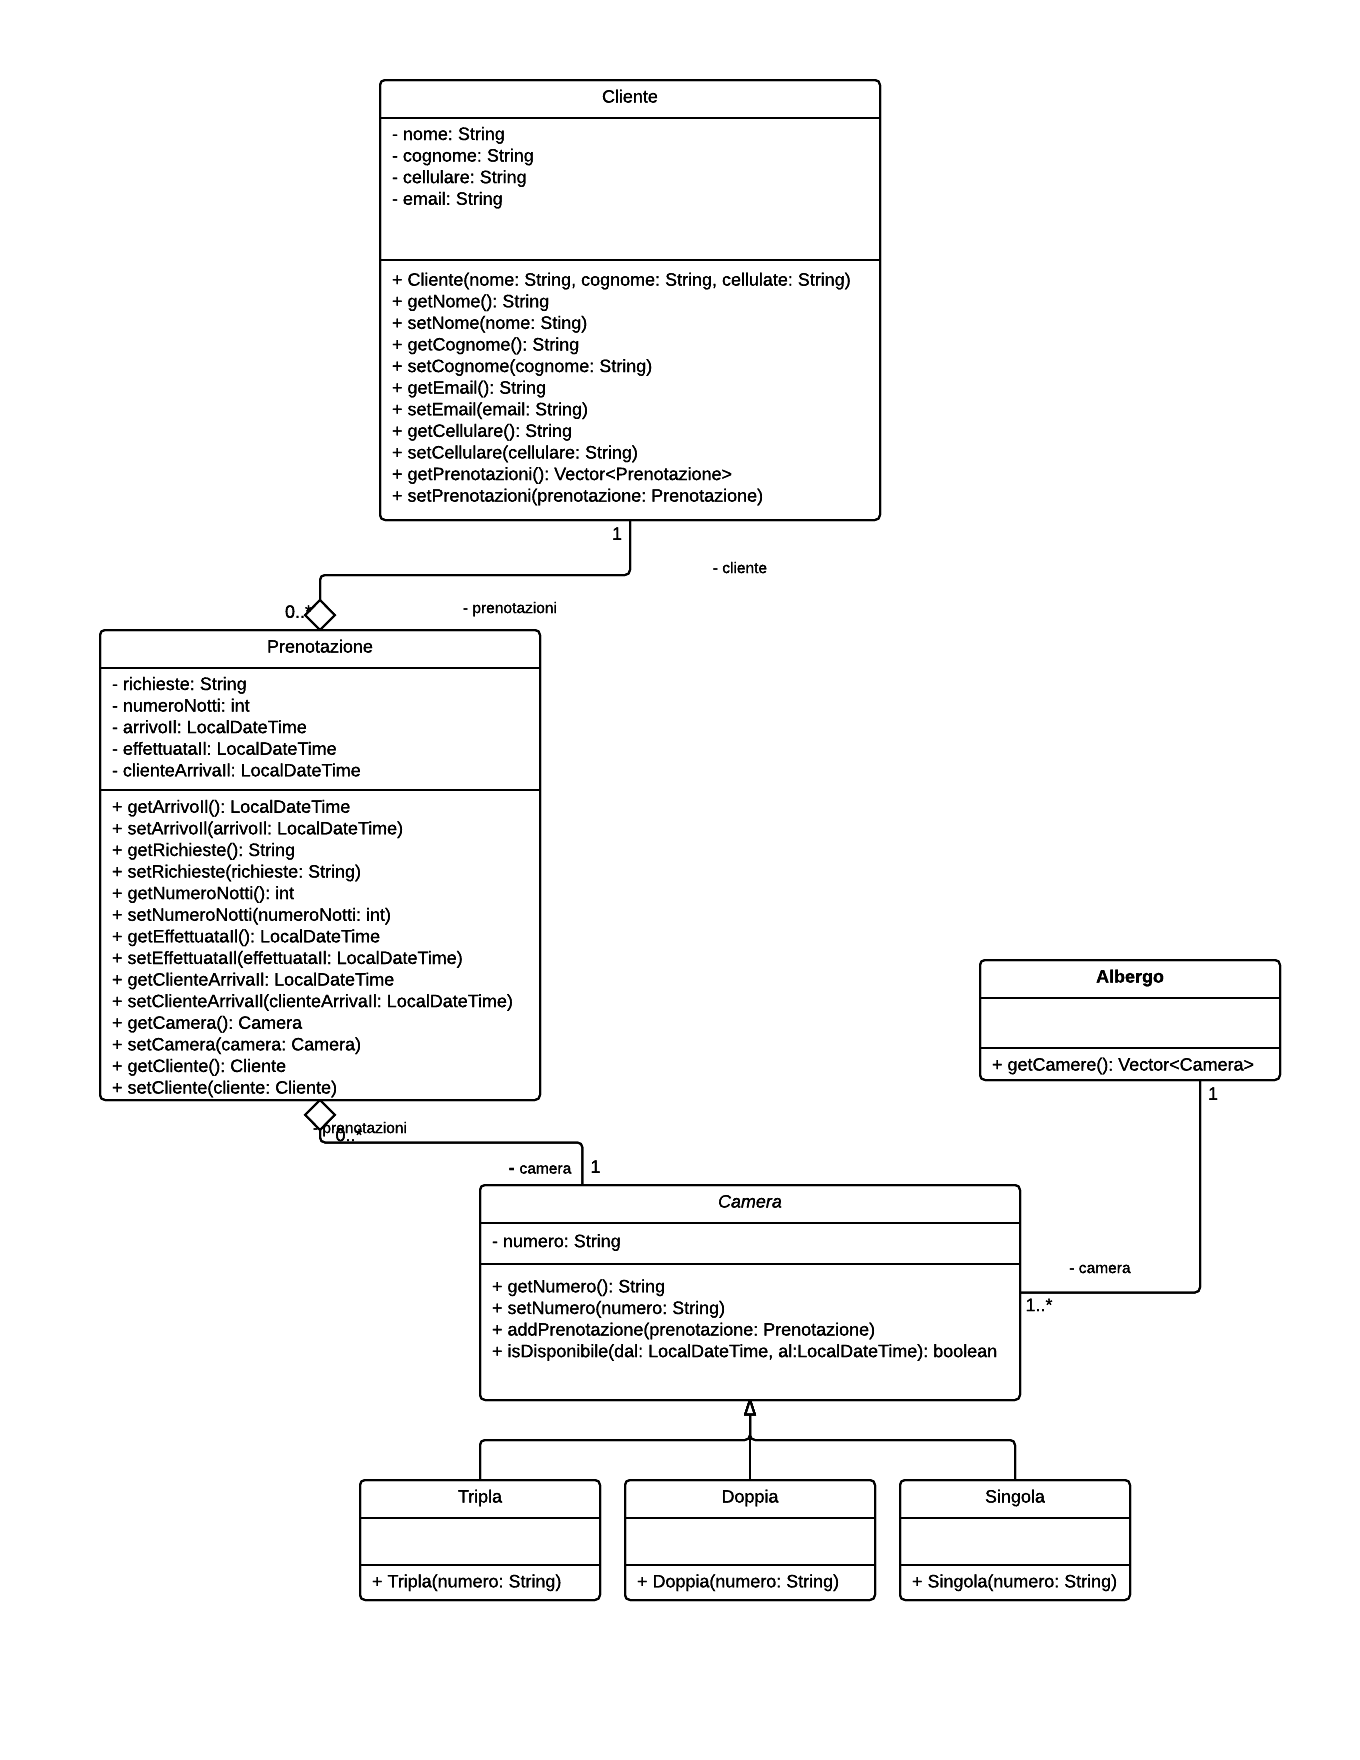 Cliente
- nome: String
- cognome: String
- cellulare: String
- email: String
+ Cliente(nome: String, cognome: String, cellulate: String)
+ getNome(): String
+ setNome(nome: Sting)
+ getCognome(): String
+ setCognome(cognome: String)
+ getEmail(): String
+ setEmail(email: String)
+ getCellulare(): String
+ setCellulare(cellulare: String)
+ getPrenotazioni(): Vector<Prenotazione>
+ setPrenotazioni(prenotazione: Prenotazione)
1
- cliente
0..*
- prenotazioni
Prenotazione
- richieste: String
- numeroNotti: int
- arrivoIl: LocalDateTime
- effettuataIl: LocalDateTime
- clienteArrivaIl: LocalDateTime
+ getArrivoIl(): LocalDateTime
+ setArrivoIl(arrivoIl: LocalDateTime)
+ getRichieste(): String
+ setRichieste(richieste: String)
+ getNumeroNotti(): int
+ setNumeroNotti(numeroNotti: int)
+ getEffettuataIl(): LocalDateTime
+ setEffettuataIl(effettuataIl: LocalDateTime)
+ getClienteArrivaIl: LocalDateTime
+ setClienteArrivaIl(clienteArrivaIl: LocalDateTime)
+ getCamera(): Camera
+ setCamera(camera: Camera)
+ getCliente(): Cliente
+ setCliente(cliente: Cliente)
Albergo
+ getCamere(): Vector<Camera>
1
- prenotazioni
0..*
- camera
1
Camera
- numero: String
+ getNumero(): String
+ setNumero(numero: String)
+ addPrenotazione(prenotazione: Prenotazione)
+ isDisponibile(dal: LocalDateTime, al:LocalDateTime): boolean
- camera
1..*
Tripla
+ Tripla(numero: String)
Doppia
+ Doppia(numero: String)
Singola
+ Singola(numero: String)